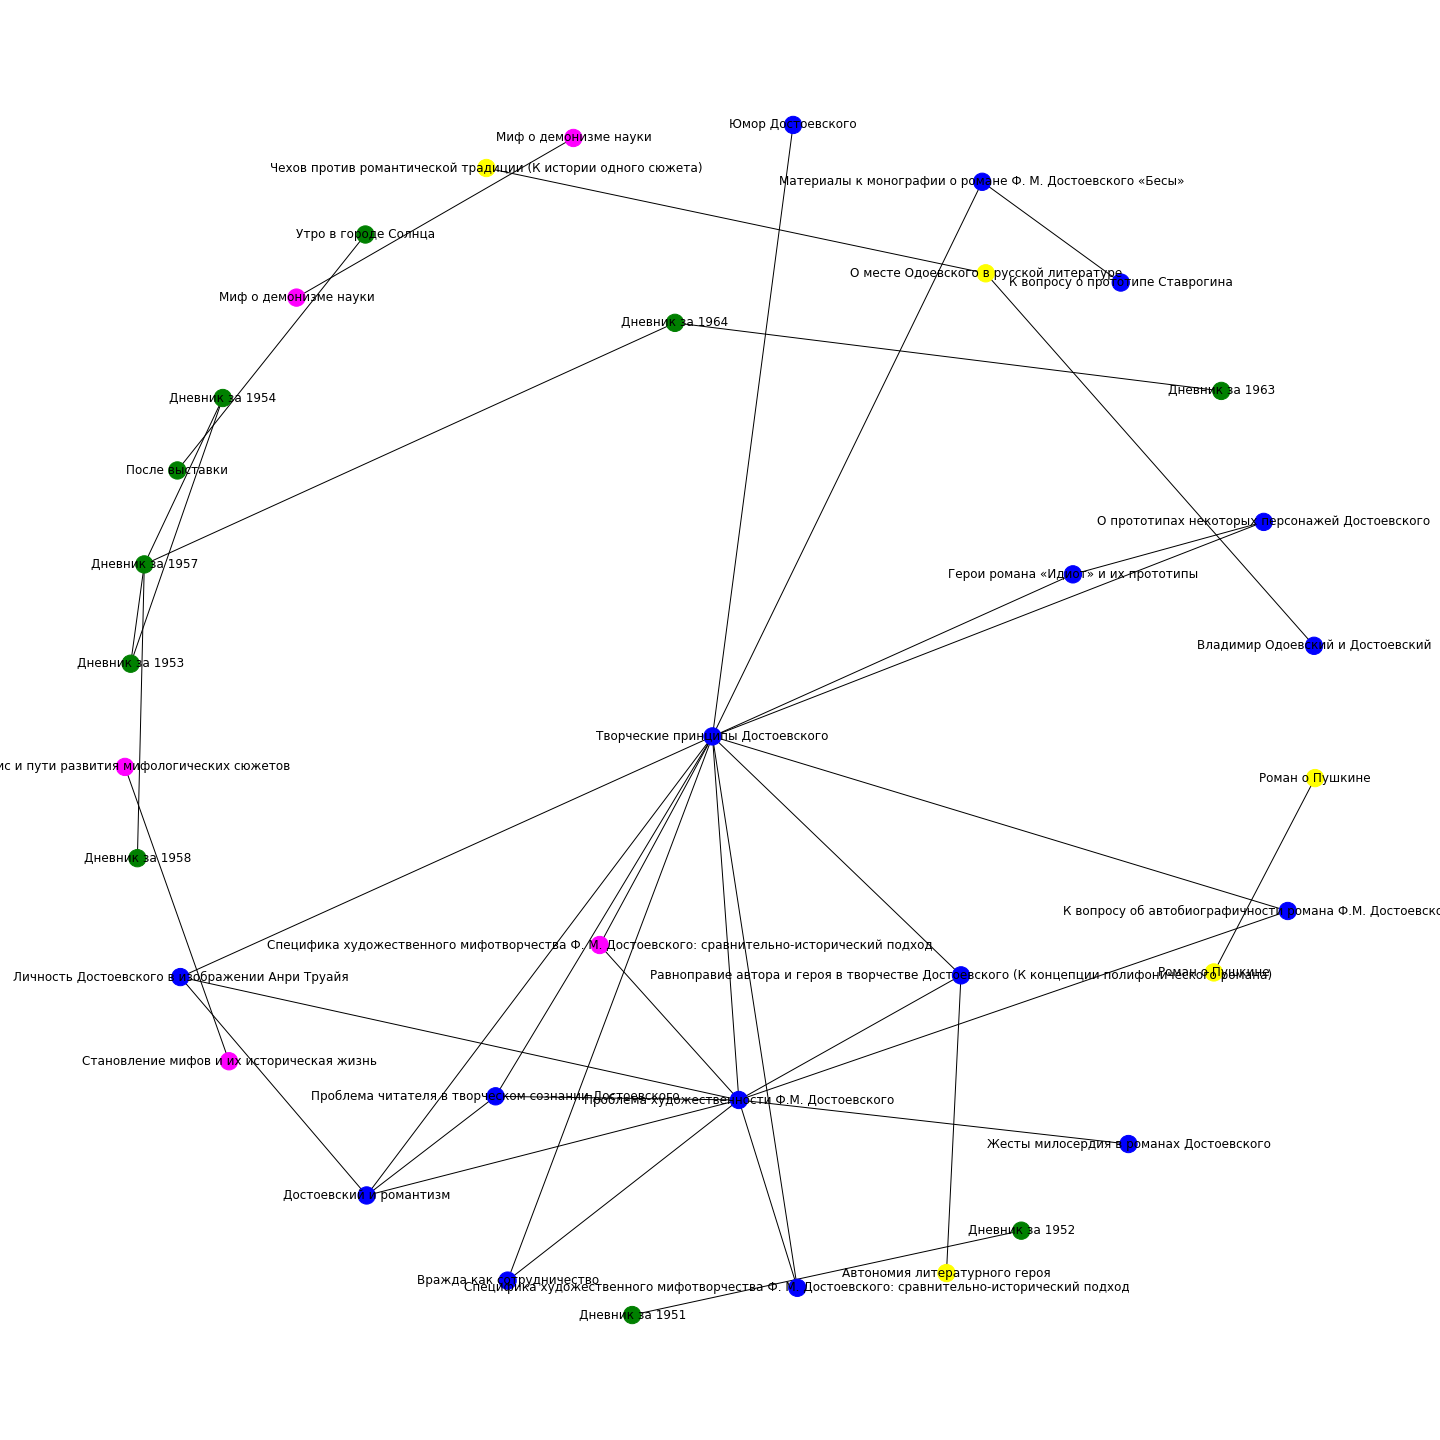 Юмор Достоевского
Миф о демонизме науки
Чехов против романтической традиции (К истории одного сюжета)
Материалы к монографии о романе Ф. М. Достоевского «Бесы»
Утро в городе Солнца
О месте Одоевского в русской литературе
К вопросу о прототипе Ставрогина
Миф о демонизме науки
Дневник за 1964
Дневник за 1963
Дневник за 1954
После выставки
О прототипах некоторых персонажей Достоевского
Дневник за 1957
Герои романа «Идиот» и их прототипы
Владимир Одоевский и Достоевский
Дневник за 1953
Творческие принципы Достоевского
и пути развития мифологических сюжетов
Роман о Пушкине
Дневник за 1958
К вопросу об автобиографичности романа Ф.М.
Специфика художественного мифотворчества Ф. М. Достоевского: сравнительно-исторический подход
Роман о Пушкине
Равноправие автора и героя в творчестве Достоевского (К концепции полифонического романа)
Личность Достоевского в изображении Анри Труайя
Становление мифов и их историческая жизнь
Проблема читателя в творческом сознании Достоевского
Проблема художественности Ф.М. Достоевского
Жесты милосердия в романах Достоевского
Достоевский и романтизм
Дневник за 1952
Автономия литературного героя
Вражда как сотрудничество
Специфика художественного мифотворчества Ф. М. Достоевского: сравнительно-исторический подход
Дневник за 1951